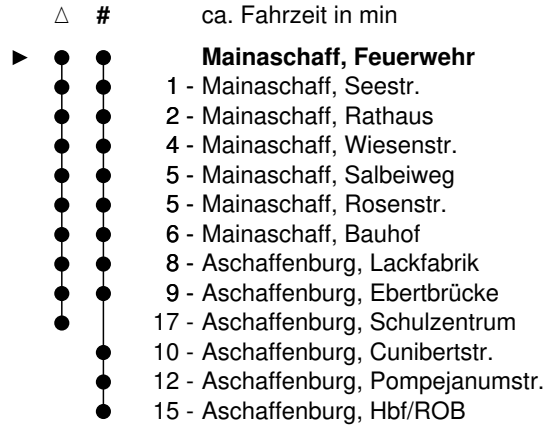 △ # ca. Fahrzeit in min
► Mainaschaff, Feuerwehr
1 - Mainaschaff, Seestr.
2 - Mainaschaff, Rathaus
4 - Mainaschaff, Wiesenstr.
5 - Mainaschaff, Salbeiweg
5 - Mainaschaff, Rosenstr.
6 - Mainaschaff, Bauhof
8 - Aschaffenburg, Lackfabrik
9 - Aschaffenburg, Ebertbrücke
17 - Aschaffenburg, Schulzentrum
10 - Aschaffenburg, Cunibertstr.
12 - Aschaffenburg, Pompejanumstr.
15 - Aschaffenburg, Hbf/ROB